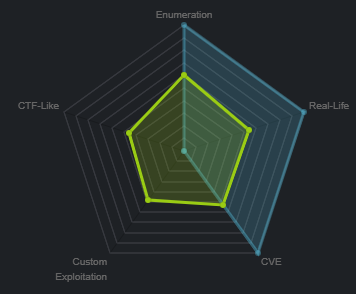 Enumeration
CTF-Like
Real-Life
Custom
Exploitation
CVE